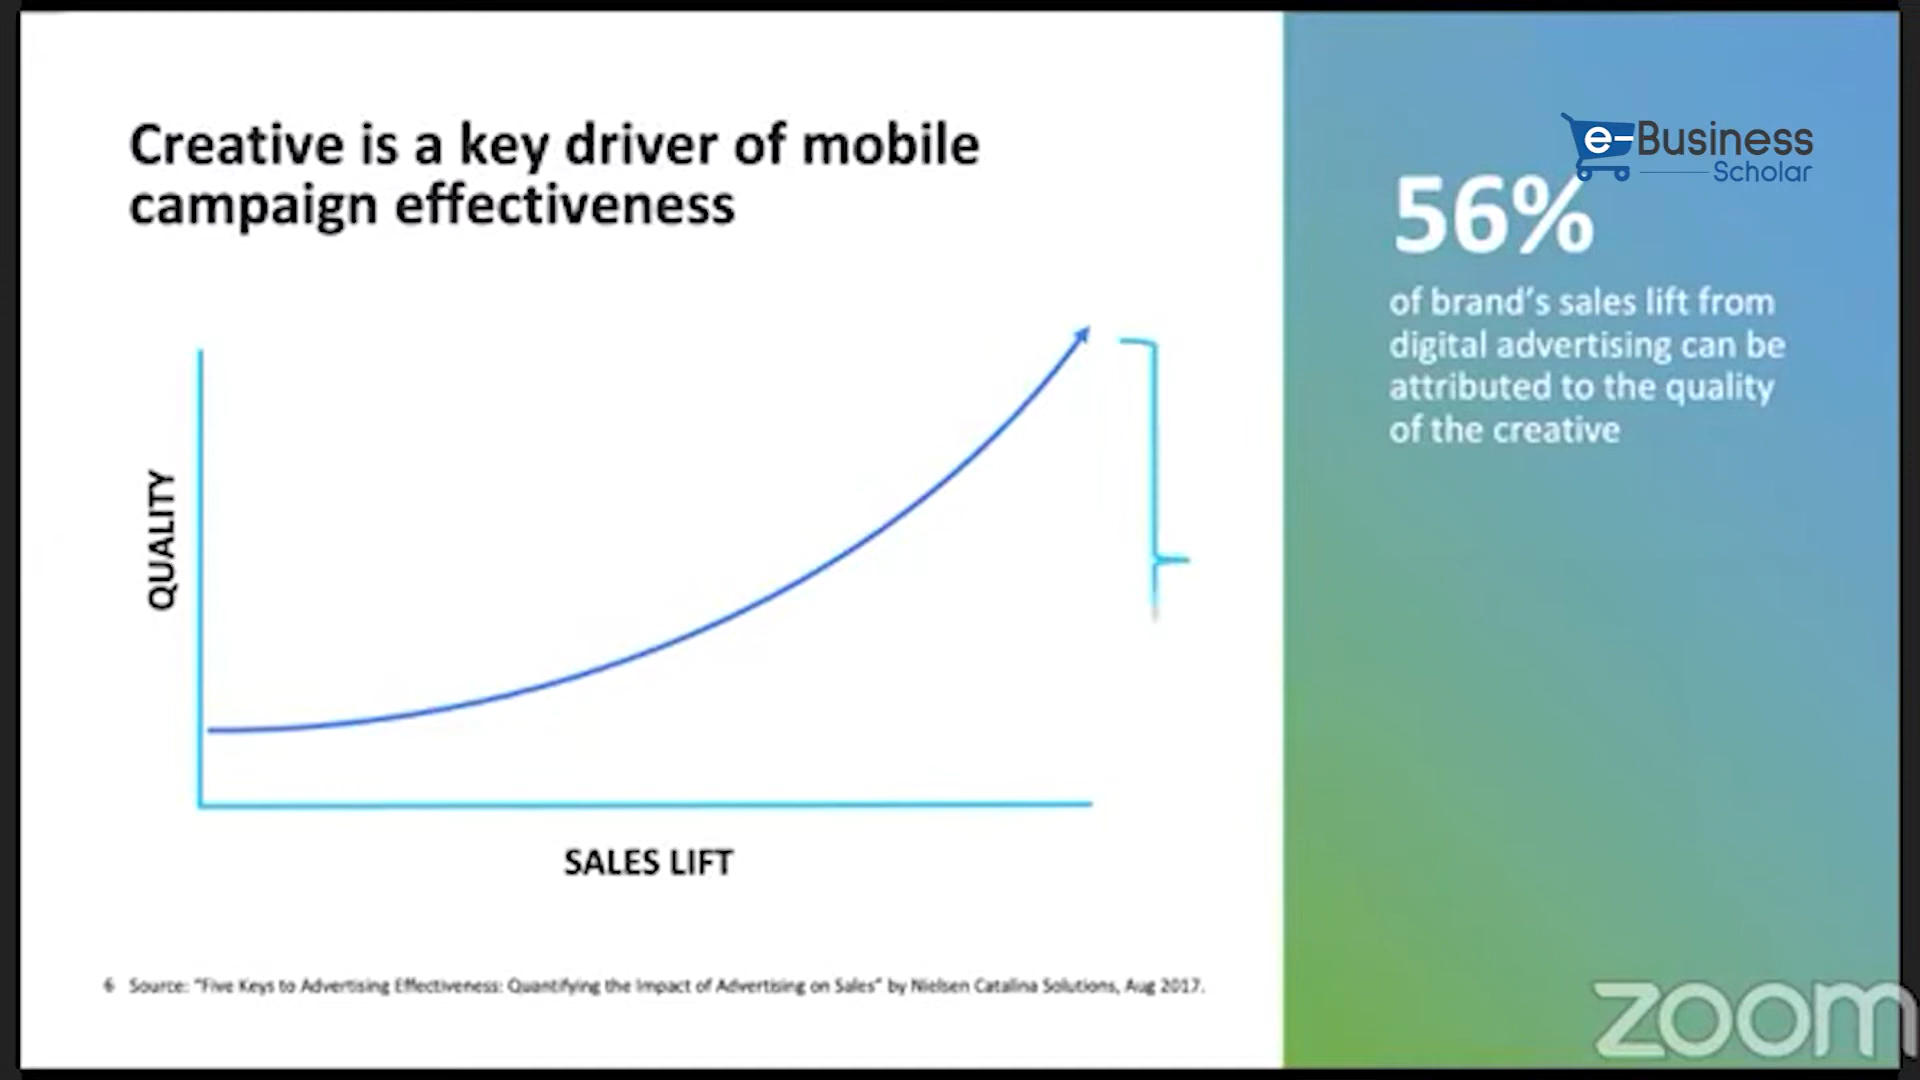 Creative is a key driver of mobile
campaign effectiveness
QUALITY
SALES LIFT
6 Source: "Five Keys to Advertising Effectiveness: Quantifying the Impact of Advertising on Sales" by Nielsen Catalina Solutions, Aug 2017.
e-Business
Scholar
56%
of brand's sales lift from
digital advertising can be
attributed to the quality
of the creative
zoom